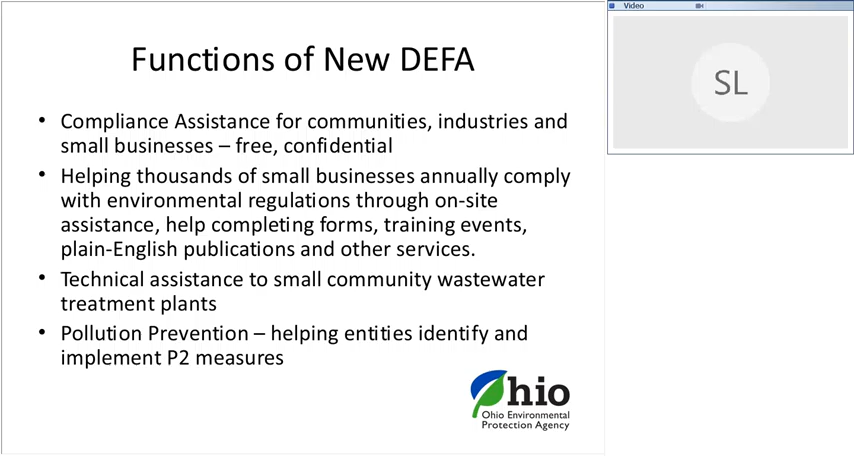 Functions of New DEFA
• Compliance Assistance for communities, industries and
small businesses – free, confidential
• Helping thousands of small businesses annually comply
with environmental regulations through on-site
assistance, help completing forms, training events,
plain-English publications and other services.
• Technical assistance to small community wastewater
treatment plants
• Pollution Prevention – helping entities identify and
implement P2 measures
Ohio
Ohio Environmental
Protection Agency
Video
SL